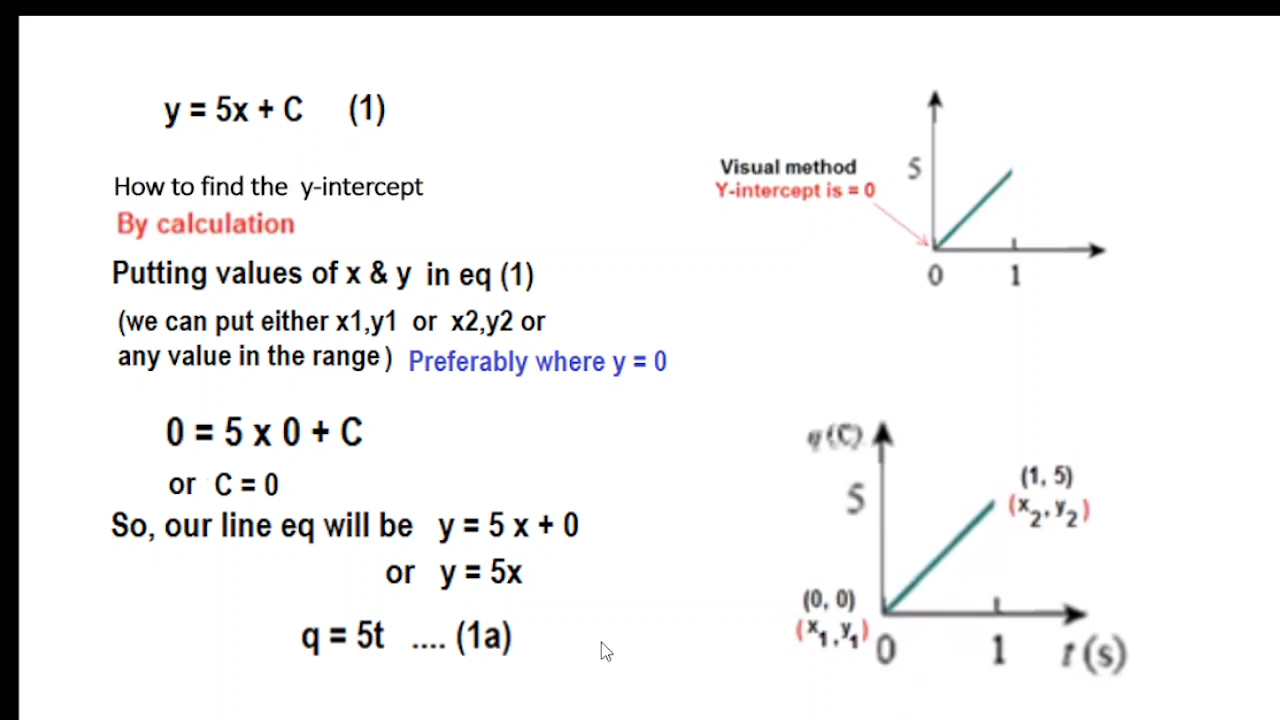 y = 5x + C (1)
How to find the y-intercept
By calculation
Putting values of x & y in eq (1)
(we can put either x1,y1 or x2,y2 or
any value in the range) Preferably where y = 0
0 = 5 x 0 + C
or C = 0
So, our line eq will be y = 5 x + 0
or y = 5x
q = 5t .... (1a)
Visual method
Y-intercept is = 0
5
0 1
q (C)
5
(1, 5)
(x2, y2)
(0, 0)
(x1, y1)
0 1 t (s)